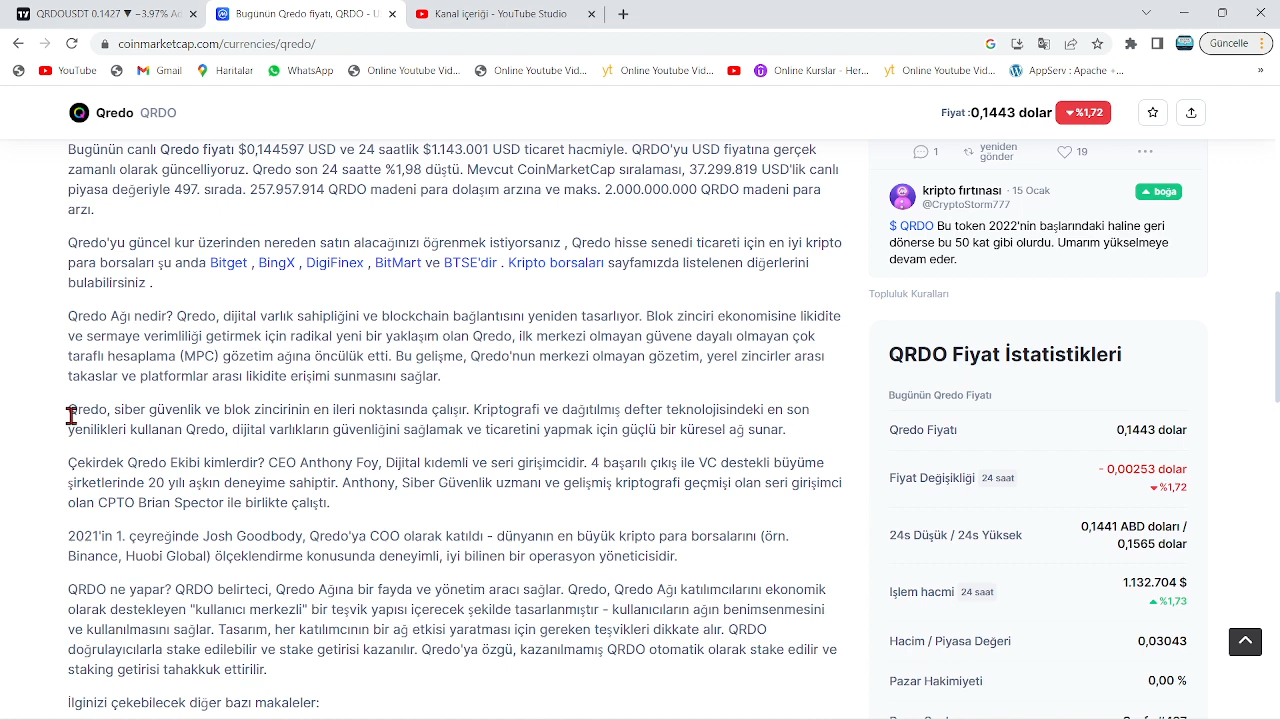 QRDOUSDT 0.1427 ▼ −3.97% Ad
Bugünün Qredo fiyatı, QRDO - U
Kanal içeriği - YouTube Studio
coinmarketcap.com/currencies/qredo/
Güncelle
YouTube
Gmail
Haritalar
WhatsApp
Online Youtube Vid...
Online Youtube Vid...
Online Youtube Vid...
Online Kurslar - Her...
Online Youtube Vid...
AppServ : Apache +...
»
Qredo QRDO
Fiyat : 0,1443 dolar %1,72
Bugünün canlı Qredo fiyatı $0,144597 USD ve 24 saatlik $1.143.001 USD ticaret hacmiyle. QRDO'yu USD fiyatına gerçek
zamanlı olarak güncelliyoruz. Qredo son 24 saatte %1,98 düştü. Mevcut CoinMarketCap sıralaması, 37.299.819 USD'lik canlı
piyasa değeriyle 497. sırada. 257.957.914 QRDO madeni para dolaşım arzına ve maks. 2.000.000.000 QRDO madeni para
arzı.
Qredo'yu güncel kur üzerinden nereden satın alacağınızı öğrenmek istiyorsanız , Qredo hisse senedi ticareti için en iyi kripto
para borsaları şu anda Bitget , BingX , DigiFinex , BitMart ve BTSE'dir . Kripto borsaları sayfamızda listelenen diğerlerini
bulabilirsiniz .
Qredo Ağı nedir? Qredo, dijital varlık sahipliğini ve blockchain bağlantısını yeniden tasarlıyor. Blok zinciri ekonomisine likidite
ve sermaye verimliliği getirmek için radikal yeni bir yaklaşım olan Qredo, ilk merkezi olmayan güvene dayalı olmayan çok
taraflı hesaplama (MPC) gözetim ağına öncülük etti. Bu gelişme, Qredo'nun merkezi olmayan gözetim, yerel zincirler arası
takaslar ve platformlar arası likidite erişimi sunmasını sağlar.
Qredo, siber güvenlik ve blok zincirinin en ileri noktasında çalışır. Kriptografi ve dağıtılmış defter teknolojisindeki en son
yenilikleri kullanan Qredo, dijital varlıkların güvenliğini sağlamak ve ticaretini yapmak için güçlü bir küresel ağ sunar.
Çekirdek Qredo Ekibi kimlerdir? CEO Anthony Foy, Dijital kıdemli ve seri girişimcidir. 4 başarılı çıkış ile VC destekli büyüme
şirketlerinde 20 yılı aşkın deneyime sahiptir. Anthony, Siber Güvenlik uzmanı ve gelişmiş kriptografi geçmişi olan seri girişimci
olan CPTO Brian Spector ile birlikte çalıştı.
2021'in 1. çeyreğinde Josh Goodbody, Qredo'ya COO olarak katıldı - dünyanın en büyük kripto para borsalarını (örn.
Binance, Huobi Global) ölçeklendirme konusunda deneyimli, iyi bilinen bir operasyon yöneticisidir.
QRDO ne yapar? QRDO belirteci, Qredo Ağına bir fayda ve yönetim aracı sağlar. Qredo, Qredo Ağı katılımcılarını ekonomik
olarak destekleyen "kullanıcı merkezli" bir teşvik yapısı içerecek şekilde tasarlanmıştır - kullanıcıların ağın benimsenmesini
ve kullanılmasını sağlar. Tasarım, her katılımcının bir ağ etkisi yaratması için gereken teşvikleri dikkate alır. QRDO
doğrulayıcılarla stake edilebilir ve stake getirisi kazanılır. Qredo'ya özgü, kazanılmamış QRDO otomatik olarak stake edilir ve
staking getirisi tahakkuk ettirilir.
İlginizi çekebilecek diğer bazı makaleler:
1
yeniden
gönder
19
kripto fırtınası · 15 Ocak
@CryptoStorm777
boğa
$ QRDO Bu token 2022'nin başlarındaki haline geri
dönerse bu 50 kat gibi olurdu. Umarım yükselmeye
devam eder.
Topluluk Kuralları
QRDO Fiyat İstatistikleri
Bugünün Qredo Fiyatı
Qredo Fiyatı 0,1443 dolar
Fiyat Değişikliği 24 saat - 0,00253 dolar
%1,72
24s Düşük / 24s Yüksek 0,1441 ABD doları /
0,1565 dolar
İşlem hacmi 24 saat 1.132.704 $
%1,73
Hacim / Piyasa Değeri 0,03043
Pazar Hakimiyeti 0,00 %